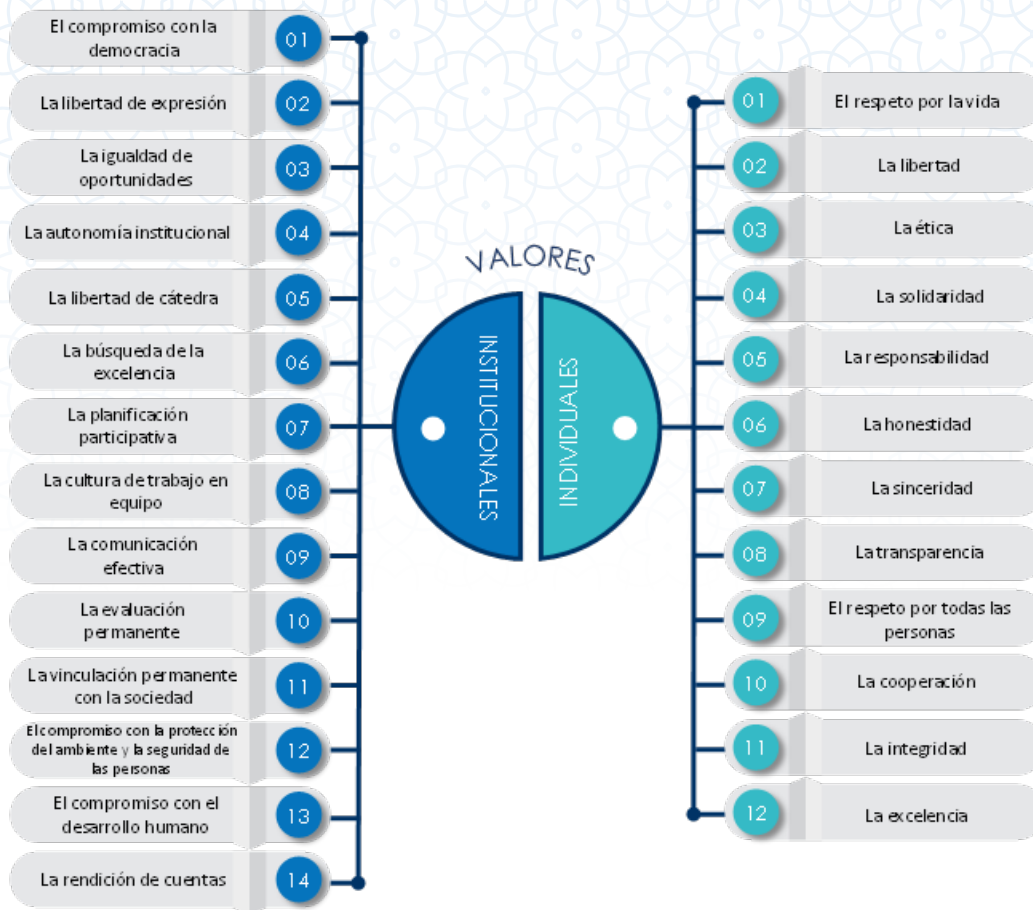 El compromiso con la
democracia
01
La libertad de expresión
02
La igualdad de
oportunidades
03
La autonomía institucional
04
La libertad de cátedra
05
La búsqueda de la
excelencia
06
La planificación
participativa
07
La cultura de trabajo en
equipo
08
La comunicación
efectiva
09
La evaluación
permanente
10
La vinculación permanente
con la sociedad
11
El compromiso con la protección
del ambiente y la seguridad de
las personas
12
El compromiso con el
desarrollo humano
13
La rendición de cuentas
14
VALORES
INSTITUCIONALES
INDIVIDUALES
01
El respeto por la vida
02
La libertad
03
La ética
04
La solidaridad
05
La responsabilidad
06
La honestidad
07
La sinceridad
08
La transparencia
09
El respeto por todas las
personas
10
La cooperación
11
La integridad
12
La excelencia